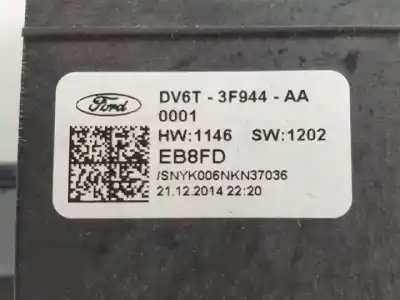 Ford
DV6T - 3F944 - AA
0001
HW:1146 SW:1202
EB8FD
/SNYK006NKN37036
21.12.2014 22:20